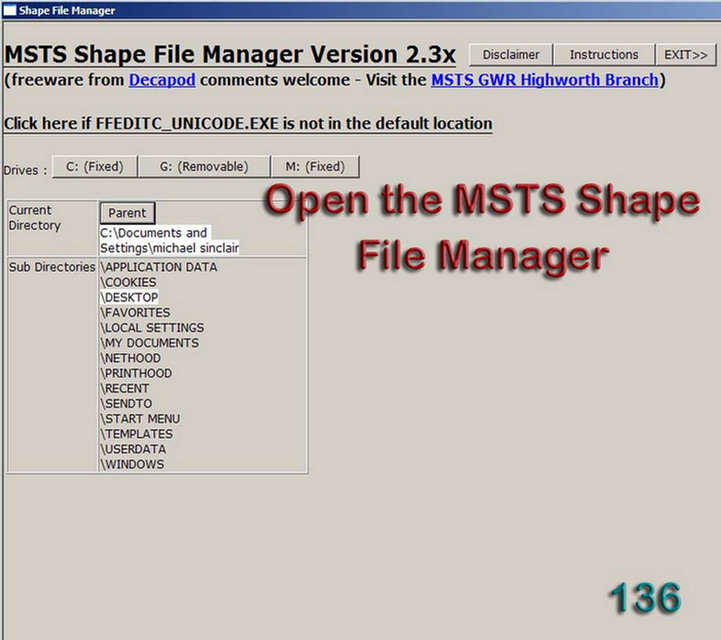 Shape File Manager
MSTS Shape File Manager Version 2.3x
Disclaimer
Instructions
EXIT>>
(freeware from Decapod comments welcome - Visit the MSTS GWR Highworth Branch)
Click here if FFEDITC_UNICODE.EXE is not in the default location
Drives :
C: (Fixed)
G: (Removable)
M: (Fixed)
Open the MSTS Shape
File Manager
Current
Directory
Parent
C:\Documents and
Settings\michael sinclair
Sub Directories
\APPLICATION DATA
\COOKIES
\DESKTOP
\FAVORITES
\LOCAL SETTINGS
\MY DOCUMENTS
\NETHOOD
\PRINTHOOD
\RECENT
\SENDTO
\START MENU
\TEMPLATES
\USERDATA
\WINDOWS
136